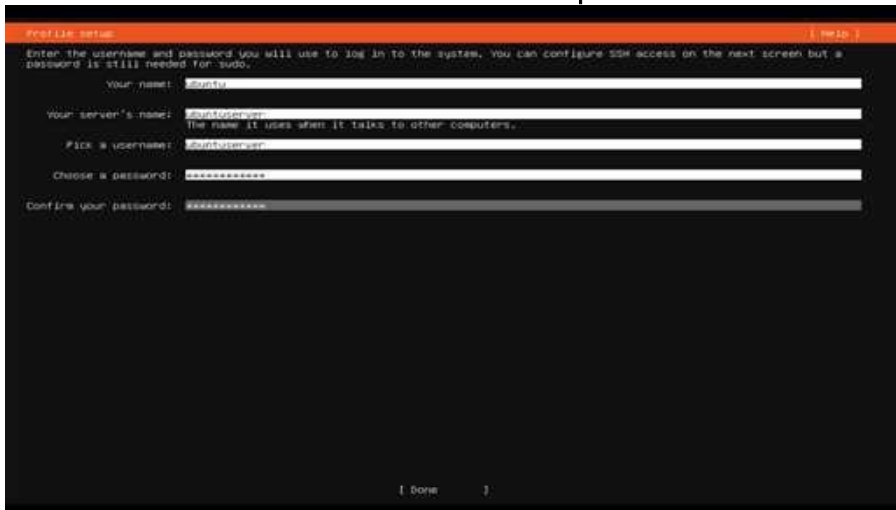 Profile setup [ Help ]
Enter the username and password you will use to log in to the system. You can configure SSH access on the next screen but a
password is still needed for sudo.
Your name: ubuntu
Your server's name: ubuntuserver
The name it uses when it talks to other computers.
Pick a username: ubuntuserver
Choose a password: ************
Confirm your password: ************
[ Done ]